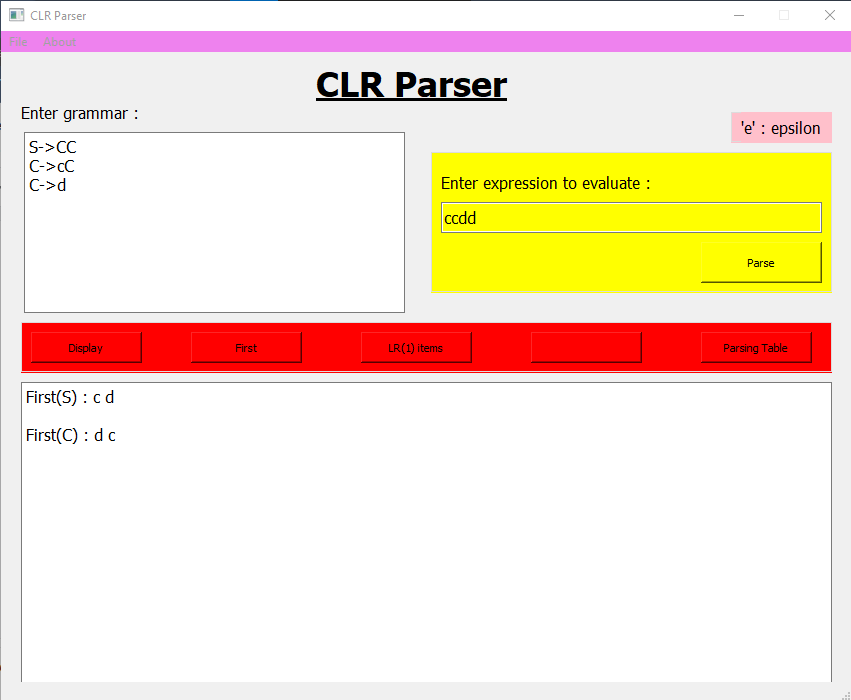 CLR Parser
File About
CLR Parser
Enter grammar :
'e' : epsilon
S->CC
C->cC
C->d
Enter expression to evaluate :
ccdd
Parse
Display First LR(1) items Parsing Table
First(S) : c d
First(C) : d c